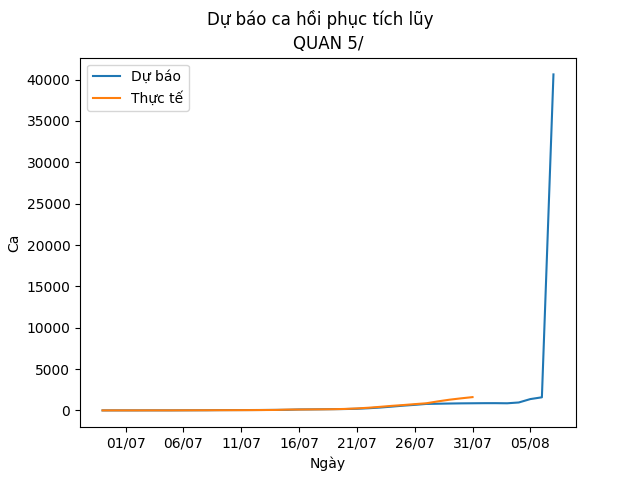 Dự báo ca hồi phục tích lũy
QUAN 5/
Dự báo
Thực tế
40000
35000
30000
25000
20000
15000
10000
5000
0
Ca
01/07 06/07 11/07 16/07 21/07 26/07 31/07 05/08
Ngày